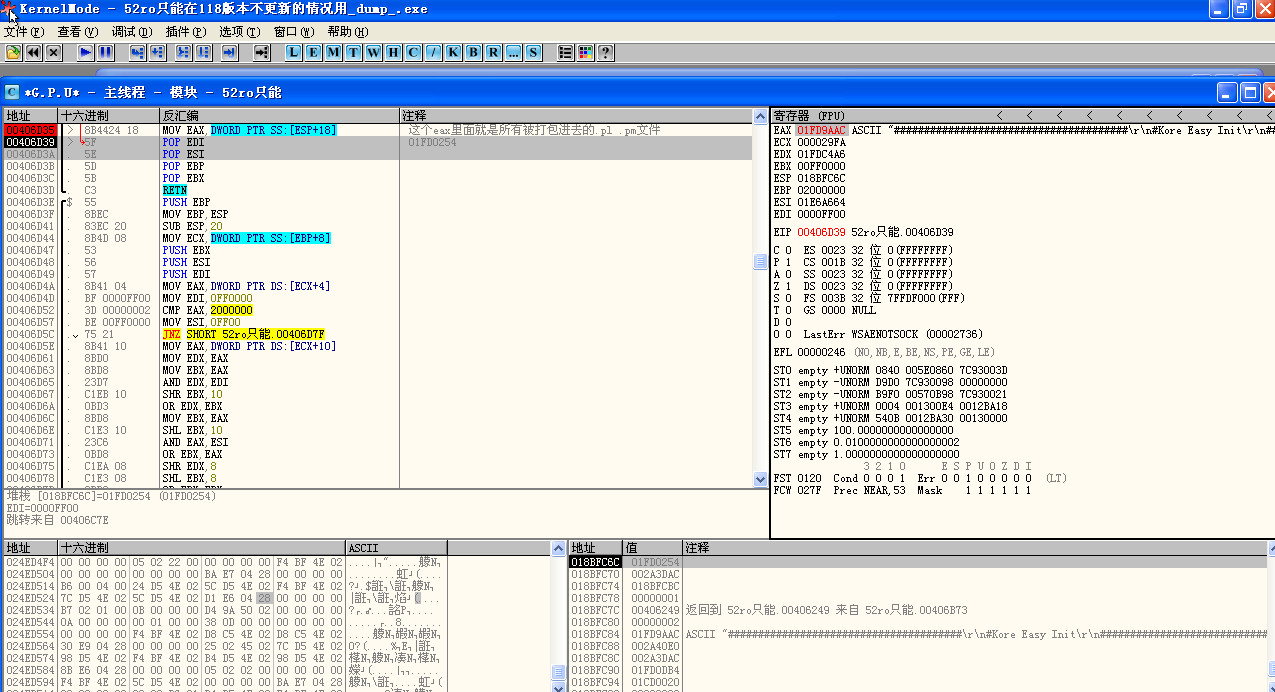 KernelMode - 52ro只能在118版本不更新的情况用_dump_.exe
文件(F) 查看(V) 调试(D) 插件(P) 选项(T) 窗口(W) 帮助(H)
L E M T W H C / K B R ... S ?
C *G.P.U* - 主线程 - 模块 - 52ro只能
地址 十六进制 反汇编 注释
00406D35 > 8B4424 18 MOV EAX,DWORD PTR SS:[ESP+18] 这个eax里面就是所有被打包进去的.pl .pm文件
00406D39 > 5F POP EDI 01FD0254
00406D3A . 5E POP ESI
00406D3B . 5D POP EBP
00406D3C . 5B POP EBX
00406D3D . C3 RETN
00406D3E $ 55 PUSH EBP
00406D3F . 8BEC MOV EBP,ESP
00406D41 . 83EC 20 SUB ESP,20
00406D44 . 8B4D 08 MOV ECX,DWORD PTR SS:[EBP+8]
00406D47 . 53 PUSH EBX
00406D48 . 56 PUSH ESI
00406D49 . 57 PUSH EDI
00406D4A . 8B41 04 MOV EAX,DWORD PTR DS:[ECX+4]
00406D4D . BF 0000FF00 MOV EDI,0FF0000
00406D52 . 3D 00000002 CMP EAX,2000000
00406D57 . BE 00FF0000 MOV ESI,0FF00
00406D5C . 75 21 JNZ SHORT 52ro只能.00406D7F
00406D5E . 8B41 10 MOV EAX,DWORD PTR DS:[ECX+10]
00406D61 . 8BD0 MOV EDX,EAX
00406D63 . 8BD8 MOV EBX,EAX
00406D65 . 23D7 AND EDX,EDI
00406D67 . C1EB 10 SHR EBX,10
00406D6A . 0BD3 OR EDX,EBX
00406D6C . 8BD8 MOV EBX,EAX
00406D6E . C1E3 10 SHL EBX,10
00406D71 . 23C6 AND EAX,ESI
00406D73 . 0BD8 OR EBX,EAX
00406D75 . C1EA 08 SHR EDX,8
00406D78 . C1E3 08 SHL EBX,8
堆栈 [018BFC6C]=01FD0254 (01FD0254)
EDI=0000FF00
跳转来自 00406C7E
寄存器 (FPU) < < < < < < < < < <
EAX 01FD9AAC ASCII "#######################################\r\n#Kore Easy Init\r\n#
ECX 000029FA
EDX 01FDC4A6
EBX 00FF0000
ESP 018BFC6C
EBP 02000000
ESI 01E6A664
EDI 0000FF00
EIP 00406D39 52ro只能.00406D39
C 0 ES 0023 32 位 0(FFFFFFFF)
P 1 CS 001B 32 位 0(FFFFFFFF)
A 0 SS 0023 32 位 0(FFFFFFFF)
Z 1 DS 0023 32 位 0(FFFFFFFF)
S 0 FS 003B 32 位 7FFDF000(FFF)
T 0 GS 0000 NULL
D 0
O 0 LastErr WSAENOTSOCK (00002736)
EFL 00000246 (NO,NB,E,BE,NS,PE,GE,LE)
ST0 empty +UNORM 0840 005E0860 7C93003D
ST1 empty -UNORM D9D0 7C930098 00000000
ST2 empty -UNORM B9F0 00570B98 7C930021
ST3 empty +UNORM 0004 001300E4 0012BA18
ST4 empty +UNORM 540B 0012BA30 00130000
ST5 empty 100.0000000000000000
ST6 empty 0.0100000000000000002
ST7 empty 1.0000000000000000000
3 2 1 0 E S P U O Z D I
FST 0120 Cond 0 0 0 1 Err 0 0 1 0 0 0 0 0 (LT)
FCW 027F Prec NEAR,53 Mask 1 1 1 1 1 1
地址 十六进制 ASCII
024ED4F4 00 00 00 00 05 02 22 00 00 00 00 00 F4 BF 4E 02
024ED504 00 00 00 00 00 00 00 00 BA E7 04 28 00 00 00 00
024ED514 B6 00 04 00 24 D5 4E 02 5C D5 4E 02 F4 BF 4E 02
024ED524 7C D5 4E 02 5C D5 4E 02 D1 E6 04 28 00 00 00 00
024ED534 B7 02 01 00 0B 00 00 00 D4 9A 50 02 00 00 00 00
024ED544 0A 00 00 00 00 01 00 00 38 0D 00 00 00 00 00 00
024ED554 00 00 00 00 F4 BF 4E 02 D8 C5 4E 02 D8 C5 4E 02
024ED564 30 E9 04 28 00 00 00 00 25 02 45 02 7C D5 4E 02
024ED574 98 D5 4E 02 F4 BF 4E 02 B4 D5 4E 02 98 D5 4E 02
024ED584 8B E6 04 28 00 00 00 00 05 02 02 00 00 00 00 00
024ED594 F4 BF 4E 02 5C D5 4E 02 00 00 00 00 BA E7 04 28
地址 值 注释
018BFC6C 01FD0254
018BFC70 002A3DAC
018BFC74 018BFCBC
018BFC78 00000001
018BFC7C 00406249 返回到 52ro只能.00406249 来自 52ro只能.00406B73
018BFC80 00000002
018BFC84 01FD9AAC ASCII "#######################################\r\n#Kore Easy Init\r\n############################
018BFC88 002A40E0
018BFC8C 002A3DAC
018BFC90 01FD0DB4
018BFC94 01CD0020